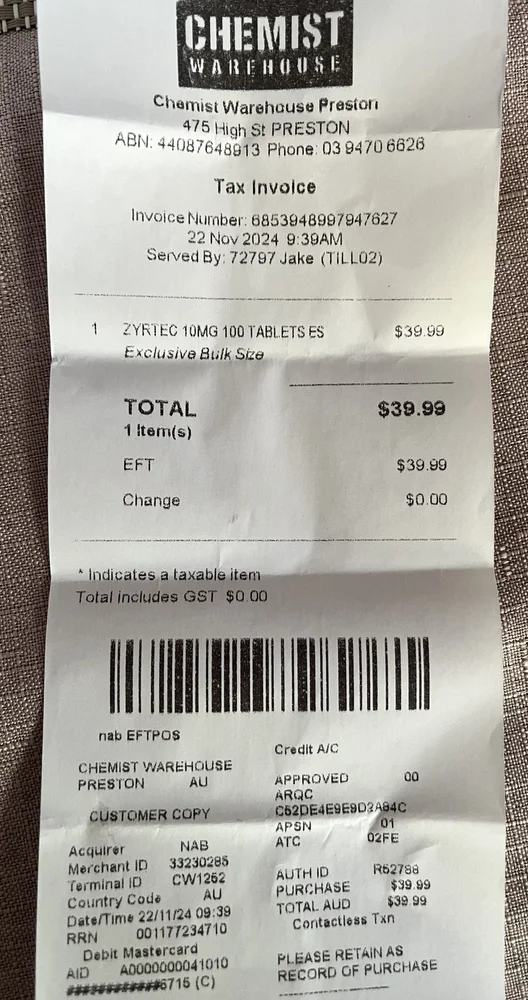 CHEMIST
WAREHOUSE
Chemist Warehouse Preston
475 High St PRESTON
ABN: 44087648913 Phone: 03 9470 6626
Tax Invoice
Invoice Number: 6853948997947627
22 Nov 2024 9:39AM
Served By: 72797 Jake (TILL02)
1 ZYRTEC 10MG 100 TABLETS ES $39.99
Exclusive Bulk Size
TOTAL $39.99
1 Item(s)
EFT $39.99
Change $0.00
* Indicates a taxable item
Total includes GST $0.00
nab EFTPOS
CHEMIST WAREHOUSE
PRESTON AU
CUSTOMER COPY
Acquirer NAB
Merchant ID 33230285
Terminal ID CW1252
Country Code AU
Date/Time 22/11/24 09:39
RRN 001177234710
Debit Mastercard
AID A0000000041010
############6715 (C)
Credit A/C
APPROVED 00
ARQC
C52DE4E9E9D2A84C
APSN 01
ATC 02FE
AUTH ID R52788
PURCHASE $39.99
TOTAL AUD $39.99
Contactless Txn
PLEASE RETAIN AS
RECORD OF PURCHASE